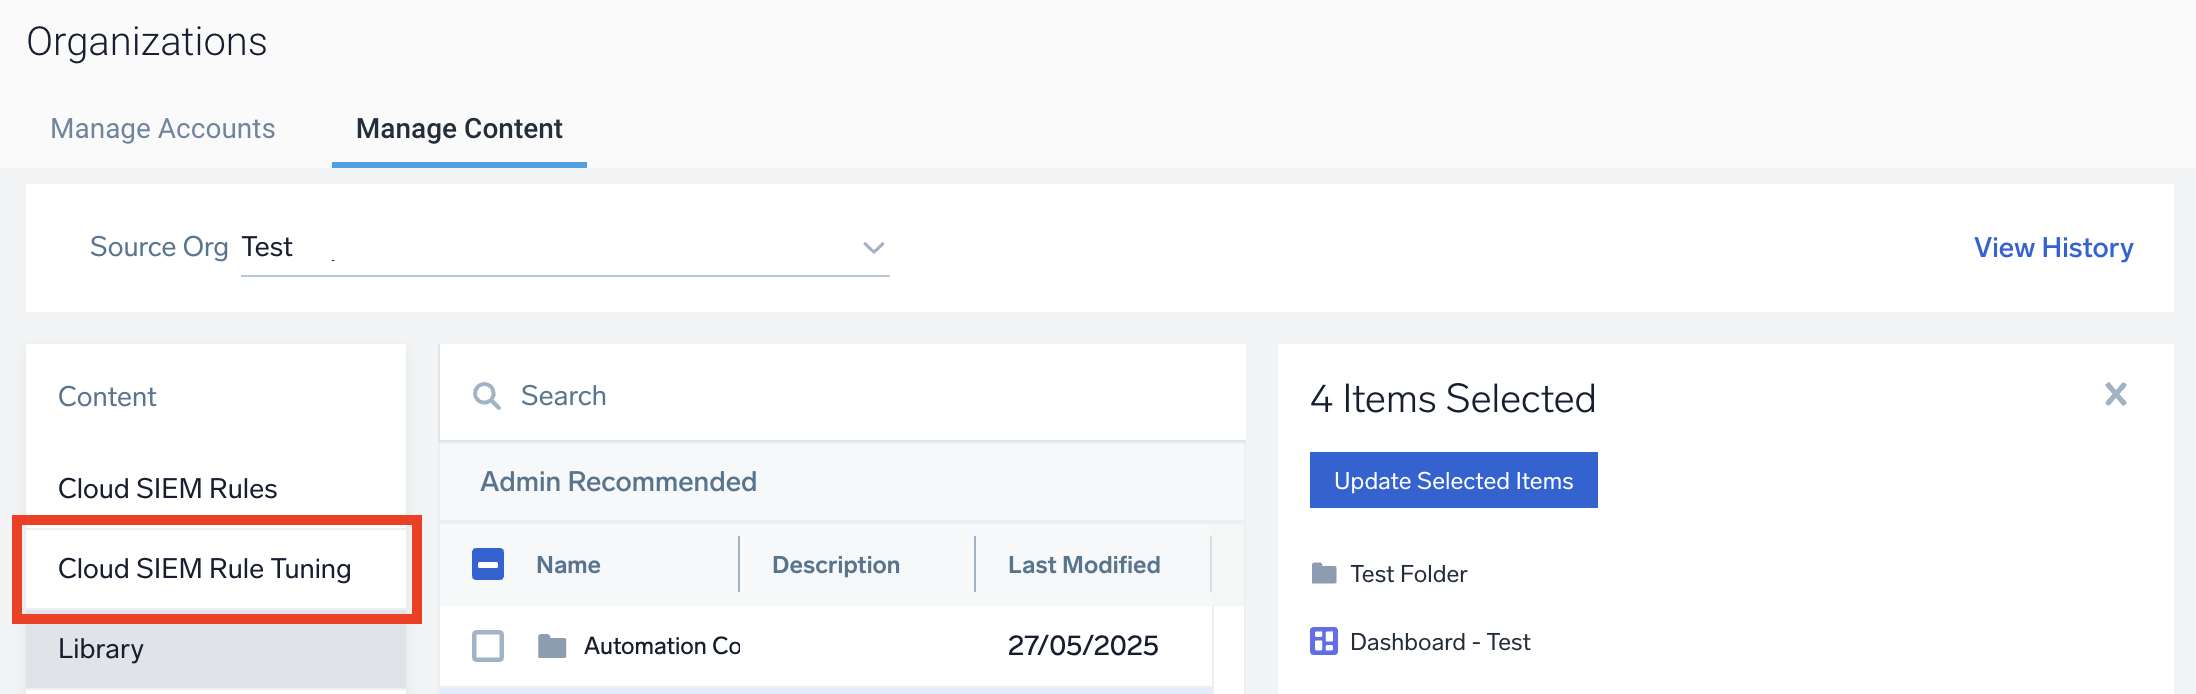 Organizations
Manage Accounts
Manage Content
Source Org Test
View History
Content
Cloud SIEM Rules
Cloud SIEM Rule Tuning
Library
Search
Admin Recommended
Name
Description
Last Modified
Automation Co
27/05/2025
4 Items Selected
Update Selected Items
Test Folder
Dashboard - Test